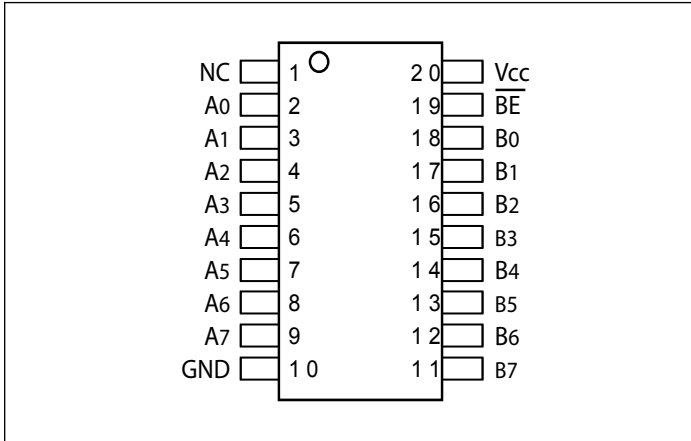 NC 1 20 Vcc
A0 2 19 B̅E̅
A1 3 18 B0
A2 4 17 B1
A3 5 16 B2
A4 6 15 B3
A5 7 14 B4
A6 8 13 B5
A7 9 12 B6
GND 10 11 B7